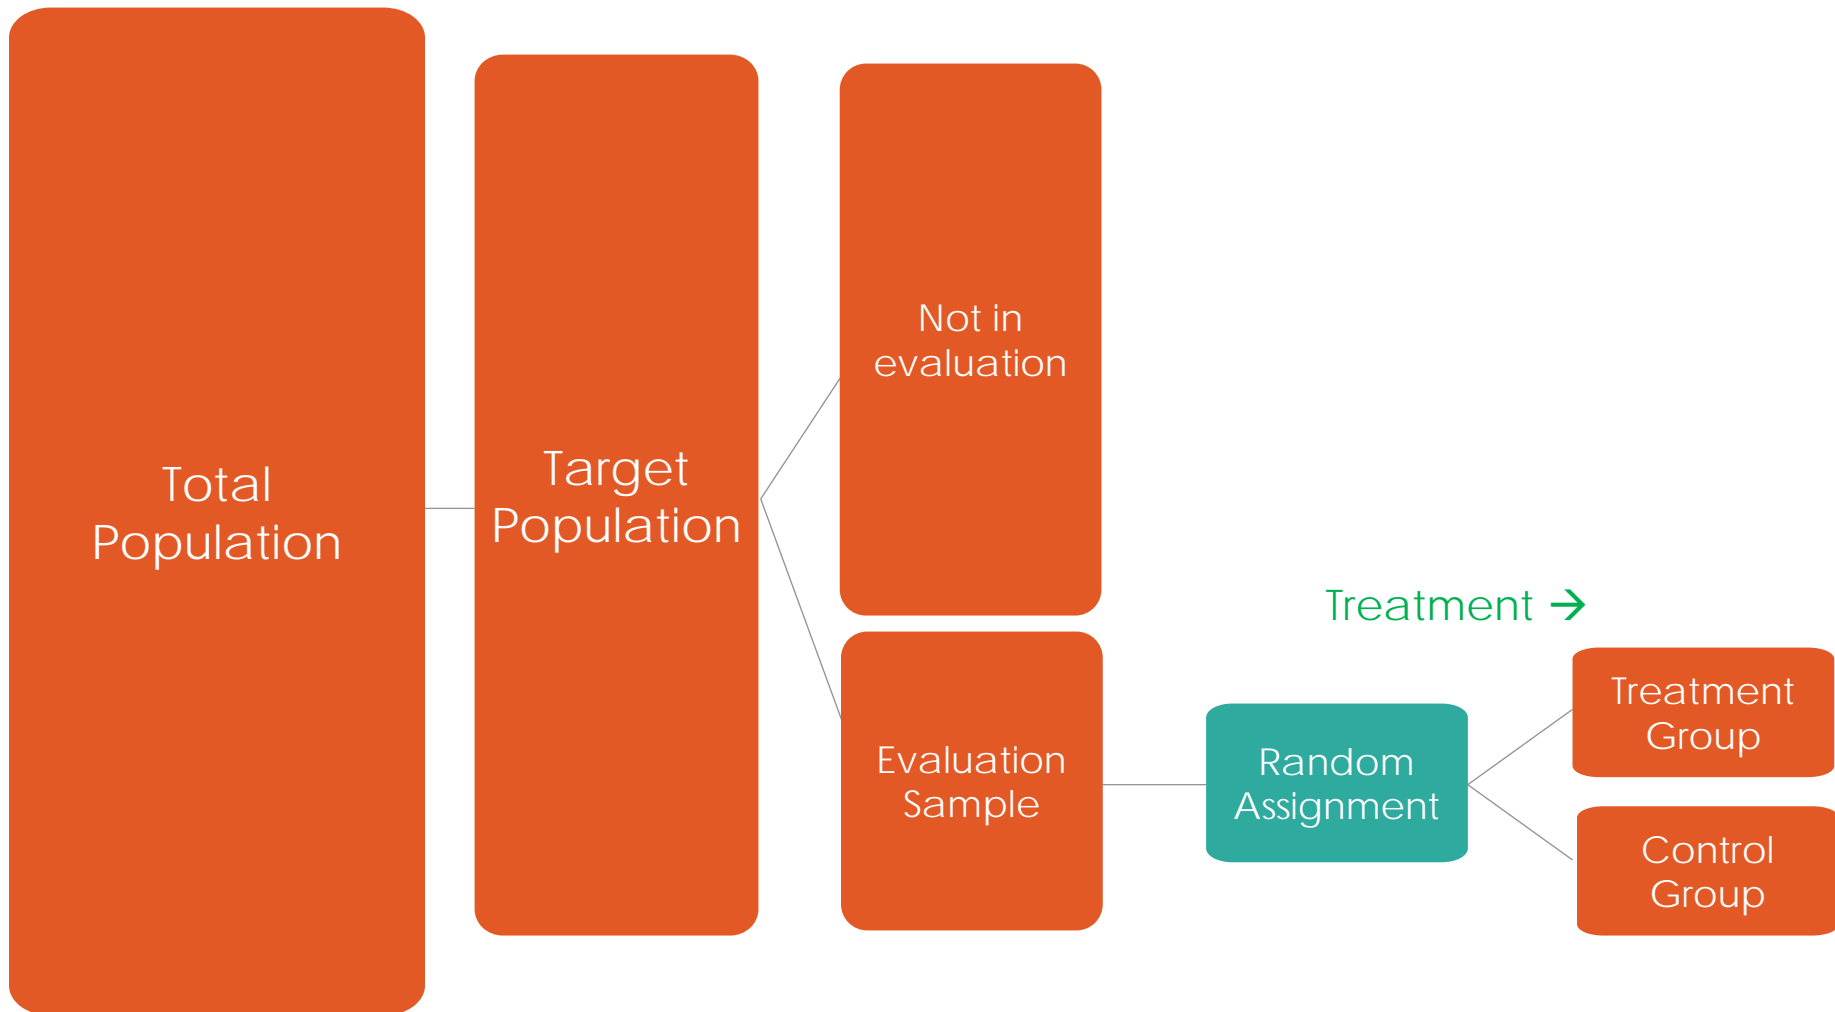 Total
Population
Target
Population
Not in
evaluation
Evaluation
Sample
Random
Assignment
Treatment →
Treatment
Group
Control
Group